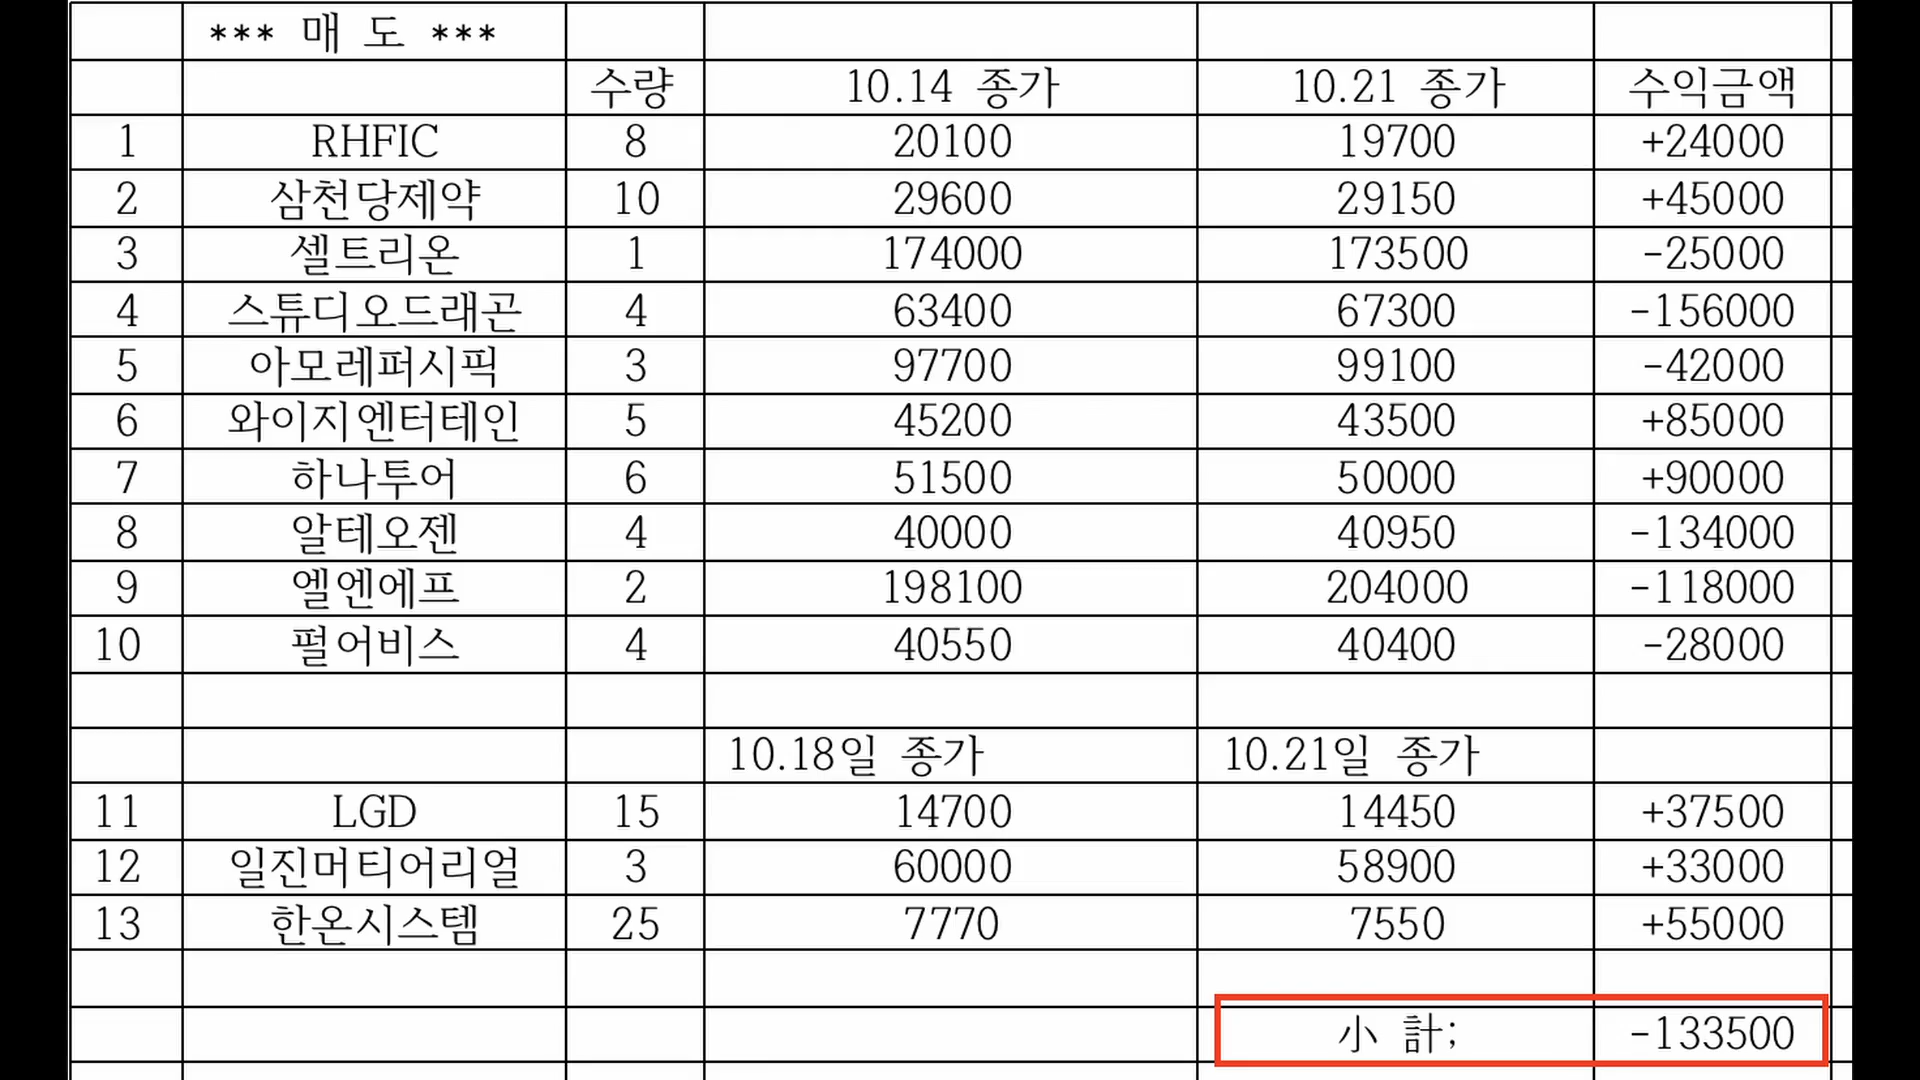 *** 매 도 ***
수량 10.14 종가 10.21 종가 수익금액
1 RHFIC 8 20100 19700 +24000
2 삼천당제약 10 29600 29150 +45000
3 셀트리온 1 174000 173500 -25000
4 스튜디오드래곤 4 63400 67300 -156000
5 아모레퍼시픽 3 97700 99100 -42000
6 와이지엔터테인 5 45200 43500 +85000
7 하나투어 6 51500 50000 +90000
8 알테오젠 4 40000 40950 -134000
9 엘엔에프 2 198100 204000 -118000
10 펄어비스 4 40550 40400 -28000
10.18일 종가 10.21일 종가
11 LGD 15 14700 14450 +37500
12 일진머티어리얼 3 60000 58900 +33000
13 한온시스템 25 7770 7550 +55000
小 計; -133500